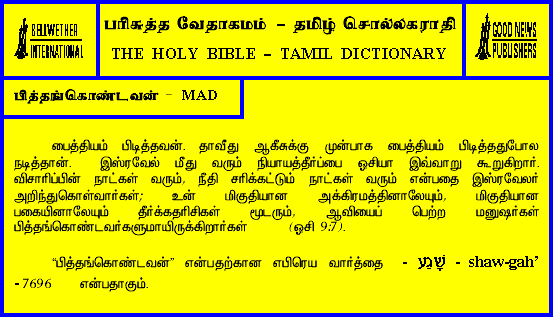 BELLWETHER
INTERNATIONAL
பரிசுத்த வேதாகமம் – தமிழ் சொல்லகராதி
THE HOLY BIBLE – TAMIL DICTIONARY
GOOD NEWS
PUBLISHERS
பித்தங்கொண்டவன் – MAD
பைத்தியம் பிடித்தவன். தாவீது ஆகீசுக்கு முன்பாக பைத்தியம் பிடித்ததுபோல
நடித்தான். இஸ்ரவேல் மீது வரும் நியாயத்தீர்ப்பை ஓசியா இவ்வாறு கூறுகிறார்.
விசாரிப்பின் நாட்கள் வரும், நீதி சரிக்கட்டும் நாட்கள் வரும் என்பதை இஸ்ரவேலர்
அறிந்துகொள்வார்கள்; உன் மிகுதியான அக்கிரமத்தினாலேயும், மிகுதியான
பகையினாலேயும் தீர்க்கதரிசிகள் மூடரும், ஆவியைப் பெற்ற மனுஷர்கள்
பித்தங்கொண்டவர்களுமாயிருக்கிறார்கள் (ஓசி 9:7).
“பித்தங்கொண்டவன்” என்பதற்கான எபிரெய வார்த்தை - שָׁגַע - shaw-gah’
- 7696 என்பதாகும்.